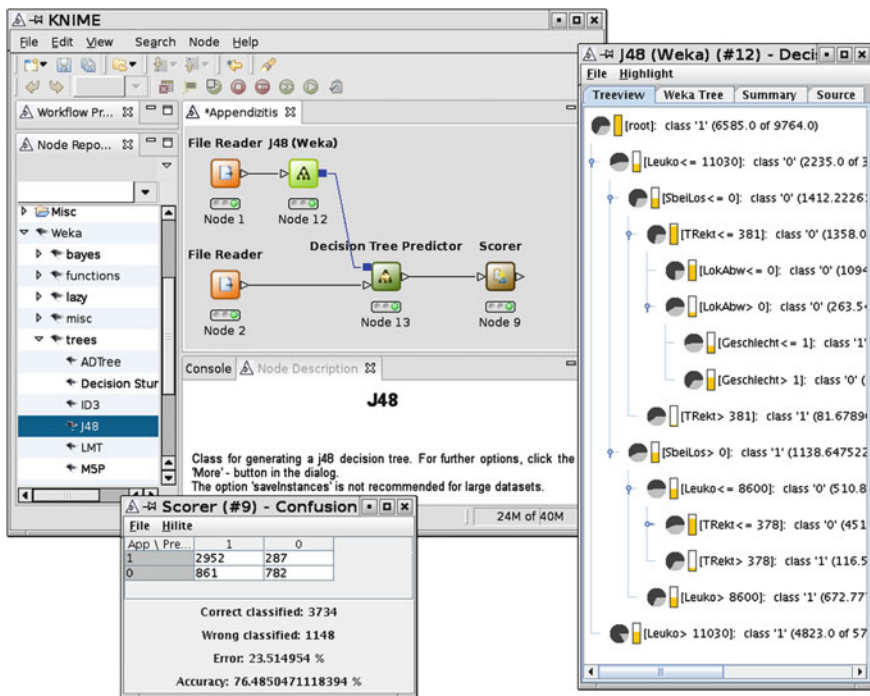 KNIME
File Edit View Search Node Help
Workflow Pr...
Node Repo...
Misc
Weka
bayes
functions
lazy
misc
trees
ADTree
Decision Stur
ID3
J48
LMT
M5P
*Appendizitis
File Reader J48 (Weka)
Node 1 Node 12
File Reader Decision Tree Predictor Scorer
Node 2 Node 13 Node 9
Console Node Description
J48
Class for generating a j48 decision tree. For further options, click the
'More' - button in the dialog.
The option 'saveInstances' is not recommended for large datasets.
24M of 40M
Scorer (#9) - Confusion
File Hilite
App \ Pre... 1 0
1 2952 287
0 861 782
Correct classified: 3734
Wrong classified: 1148
Error: 23.514954 %
Accuracy: 76.4850471118394 %
J48 (Weka) (#12) - Deci
File Highlight
Treeview Weka Tree Summary Source
[root]: class '1' (6585.0 of 9764.0)
[Leuko<= 11030]: class '0' (2235.0 of 3
[SbeiLos<= 0]: class '0' (1412.2226
[TRekt<= 381]: class '0' (1358.0
[LokAbw<= 0]: class '0' (1094
[LokAbw> 0]: class '0' (263.54
[Geschlecht<= 1]: class '1'
[Geschlecht> 1]: class '0' (
[TRekt> 381]: class '1' (81.6789
[SbeiLos> 0]: class '1' (1138.647522
[Leuko<= 8600]: class '0' (510.8
[TRekt<= 378]: class '0' (451
[TRekt> 378]: class '1' (116.5
[Leuko> 8600]: class '1' (672.77
[Leuko> 11030]: class '1' (4823.0 of 57